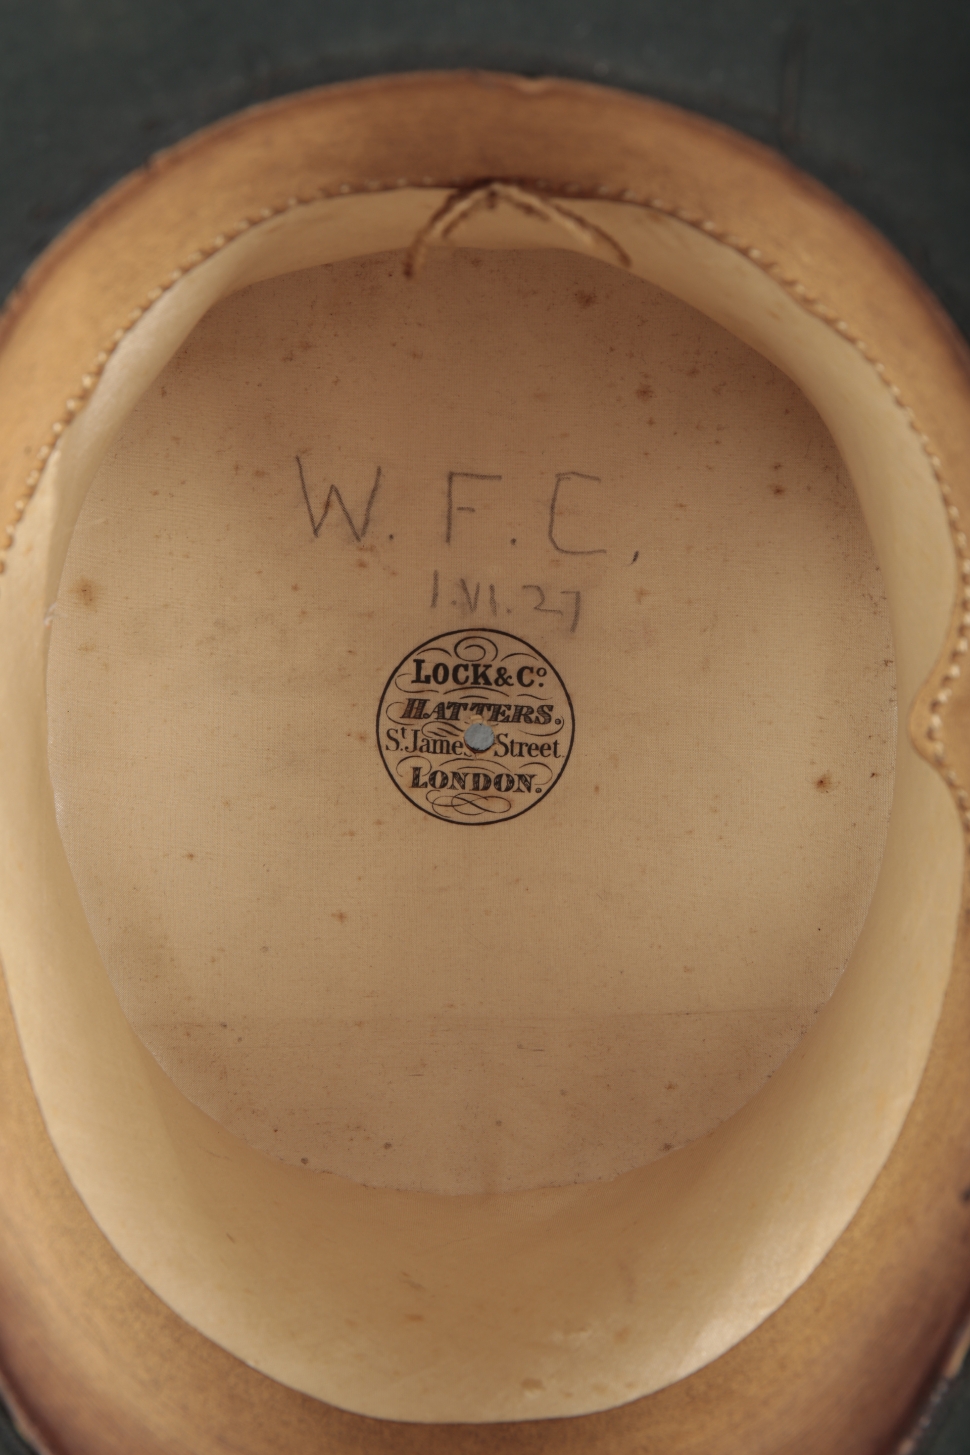 W. F. C.
1.VI.27
LOCK & Cº.
HATTERS.
Sᵗ. James Street.
LONDON.